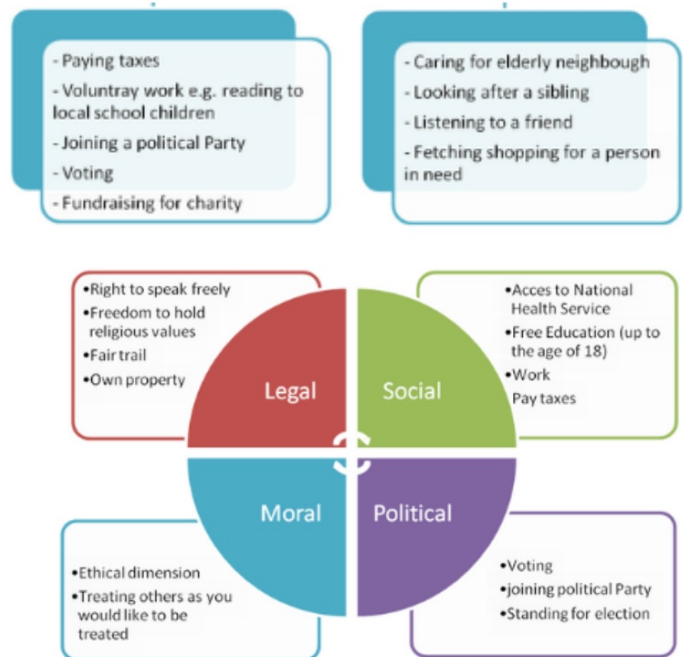 - Paying taxes
- Voluntray work e.g. reading to
local school children
- Joining a political Party
- Voting
- Fundraising for charity
- Caring for elderly neighbough
- Looking after a sibling
- Listening to a friend
- Fetching shopping for a person
in need
•Right to speak freely
•Freedom to hold
religious values
•Fair trail
•Own property
•Acces to National
Health Service
•Free Education (up to
the age of 18)
•Work
Pay taxes
Legal
Social
Moral
Political
•Ethical dimension
•Treating others as you
would like to be
treated
•Voting
•joining political Party
•Standing for election